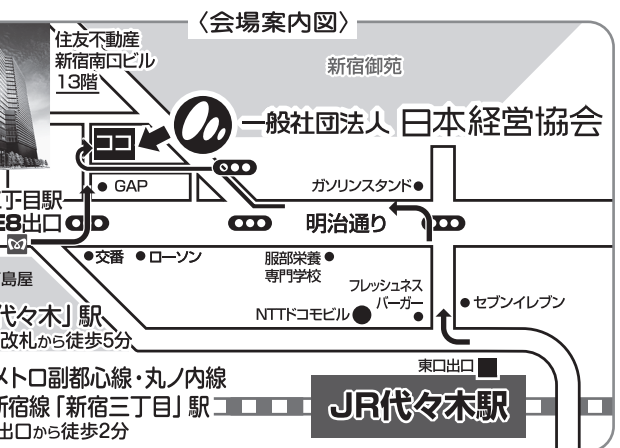 〈会場案内図〉
住友不動産
新宿南口ビル
13階
新宿御苑
一般社団法人 日本経営協会
ココ
GAP
ガソリンスタンド
丁目駅
E8出口
明治通り
交番
ローソン
服部栄養
専門学校
島屋
フレッシュネス
バーガー
セブンイレブン
NTTドコモビル
代々木」駅
改札から徒歩5分
東口出口
メトロ副都心線・丸ノ内線
新宿線「新宿三丁目」駅
出口から徒歩2分
JR代々木駅